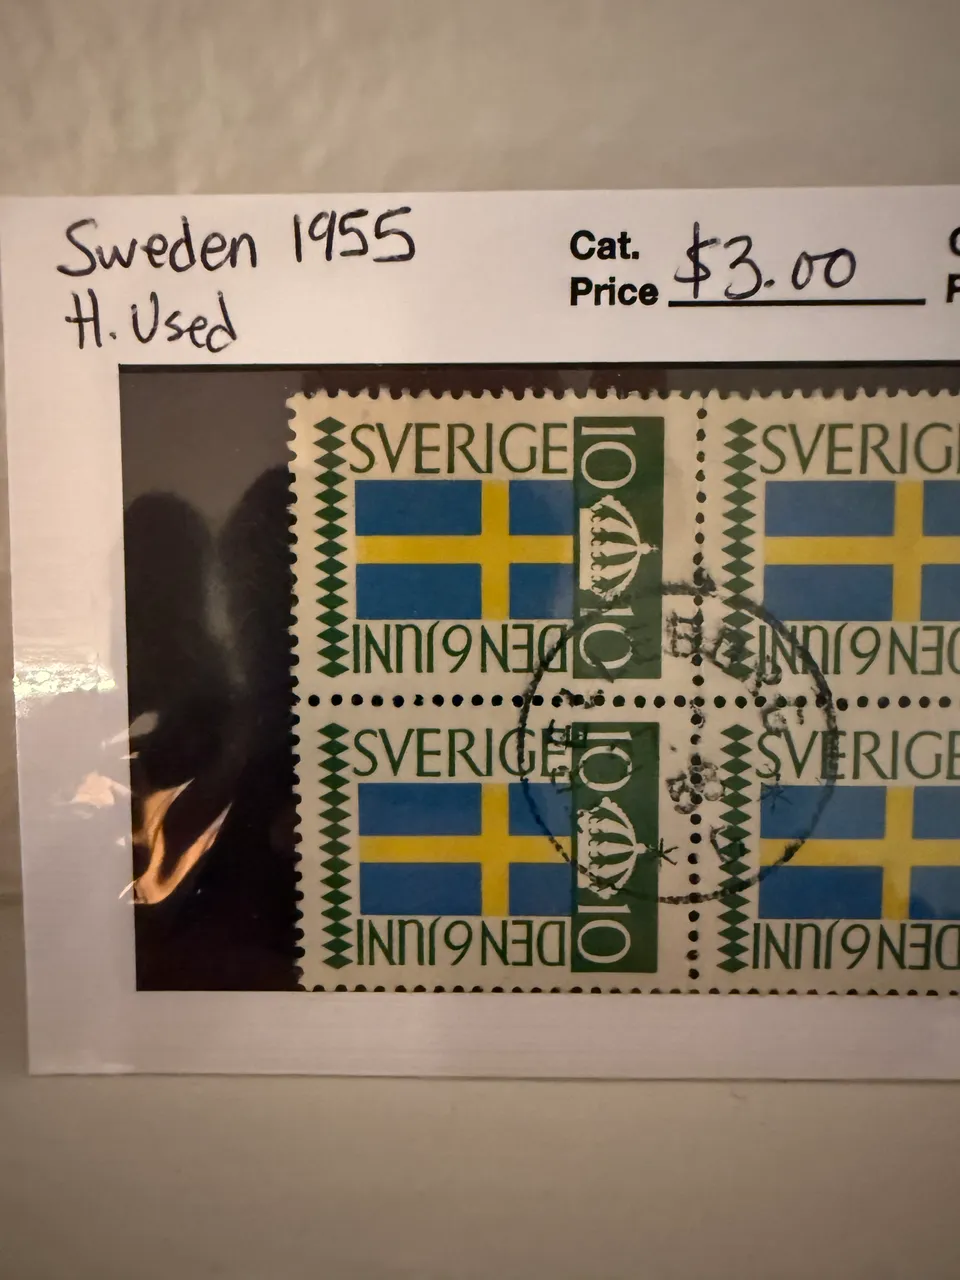 Sweden 1955
H. Used
Cat.
Price $3.00
SVERIGE
10
10
DEN 6 JUNI
SVERIG
DEN 6 JUNI
SVERIGE
10
10
DEN 6 JUNI
SVERIGE
DEN 6 JUNI